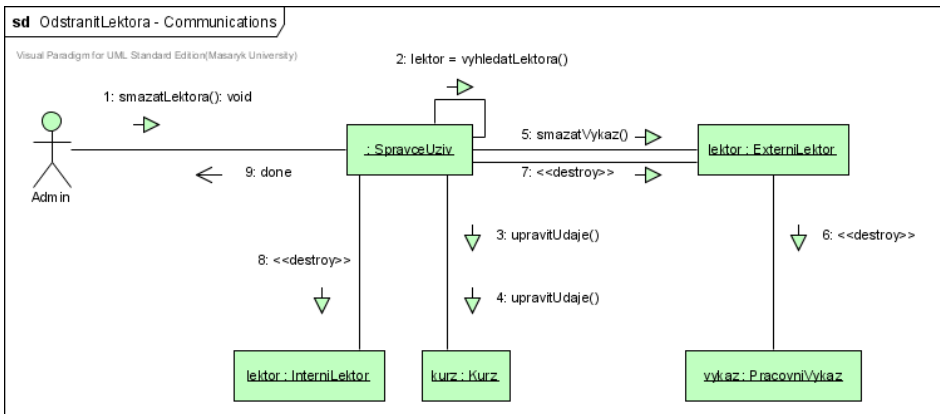 sd OdstranitLektora - Communications
Visual Paradigm for UML Standard Edition(Masaryk University)
2: lektor = vyhledatLektora()
1: smazatLektora(): void
5: smazatVykaz()
: SpravceUziv
lektor : ExterniLektor
9: done
7: <<destroy>>
Admin
3: upravitUdaje()
6: <<destroy>>
8: <<destroy>>
4: upravitUdaje()
lektor : InterniLektor
kurz : Kurz
vykaz : PracovniVykaz